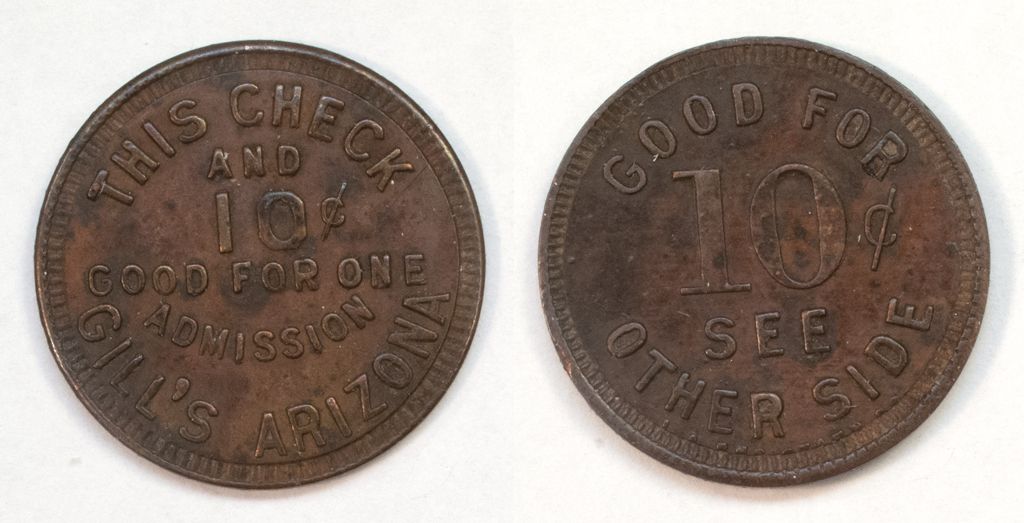 THIS CHECK
AND
10¢
GOOD FOR ONE
ADMISSION
GILL'S ARIZONA
GOOD FOR
10¢
SEE
OTHER SIDE